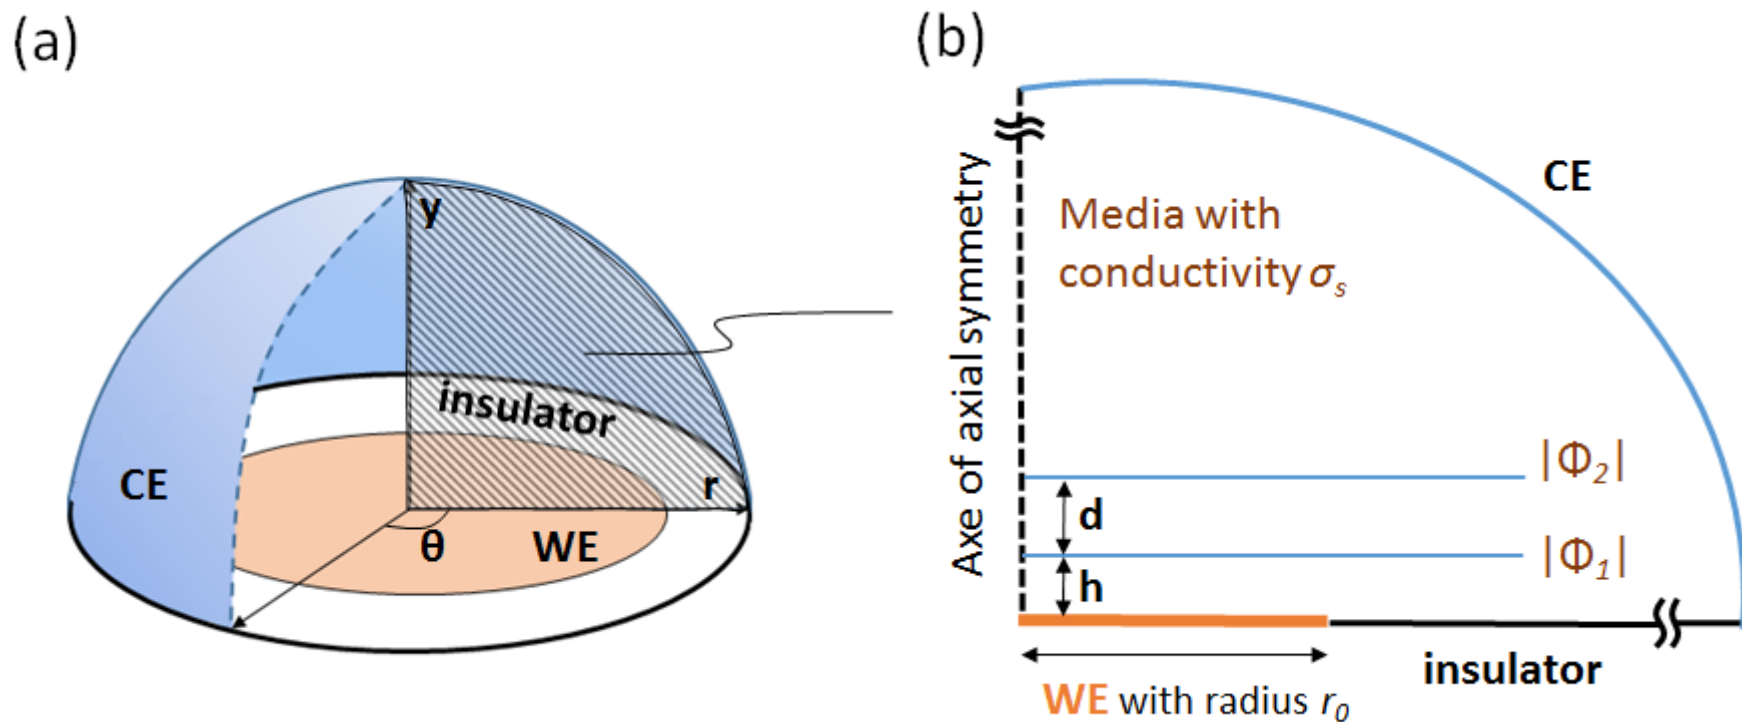 (a)
y
insulator
CE
r
θ
WE
(b)
Axe of axial symmetry
CE
Media with
conductivity σs
d
|Φ2|
h
|Φ1|
insulator
WE with radius r0